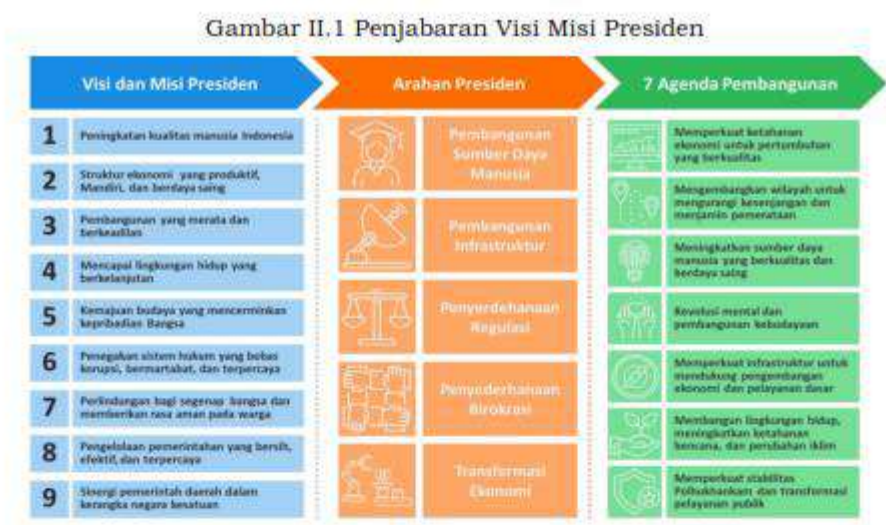 Gambar II.1 Penjabaran Visi Misi Presiden
Visi dan Misi Presiden
1
Peningkatan kualitas manusia Indonesia
2
Struktur ekonomi yang produktif,
Mandiri, dan berdaya saing
3
Pembangunan yang merata dan
berkeadilan
4
Mencapai lingkungan hidup yang
berkelanjutan
5
Kemajuan budaya yang mencerminkan
kepribadian Bangsa
6
Penegakan sistem hukum yang bebas
korupsi, bermartabat, dan terpercaya
7
Perlindungan bagi segenap bangsa dan
memberikan rasa aman pada warga
8
Pengelolaan pemerintahan yang bersih,
efektif, dan terpercaya
9
Sinergi pemerintah daerah dalam
kerangka negara kesatuan
Arahan Presiden
Pembangunan
Sumber Daya
Manusia
Pembangunan
Infrastruktur
Penyerdehanaan
Regulasi
Penyederhanaan
Birokrasi
Transformasi
Ekonomi
7 Agenda Pembangunan
Memperkuat ketahanan
ekonomi untuk pertumbuhan
yang berkualitas
Mengembangkan wilayah untuk
mengurangi kesenjangan dan
menjamin pemerataan
Meningkatkan sumber daya
manusia yang berkualitas dan
berdaya saing
Revolusi mental dan
pembangunan kebudayaan
Memperkuat infrastruktur untuk
mendukung pengembangan
ekonomi dan pelayanan dasar
Membangun lingkungan hidup,
meningkatkan ketahanan
bencana, dan perubahan iklim
Memperkuat stabilitas
Polhukhankam dan transformasi
pelayanan publik